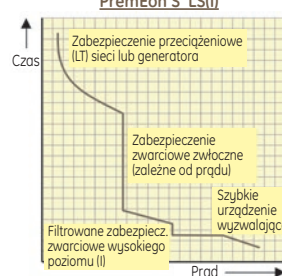 PremEon S LS(I)
Czas
Zabezpieczenie przeciążeniowe
(LT) sieci lub generatora
Zabezpieczenie
zwarciowe zwłoczne
(zależne od prądu)
Szybkie
urządzenie
wyzwalające
Filtrowane zabezpiecz.
zwarciowe wysokiego
poziomu (I)
Prąd